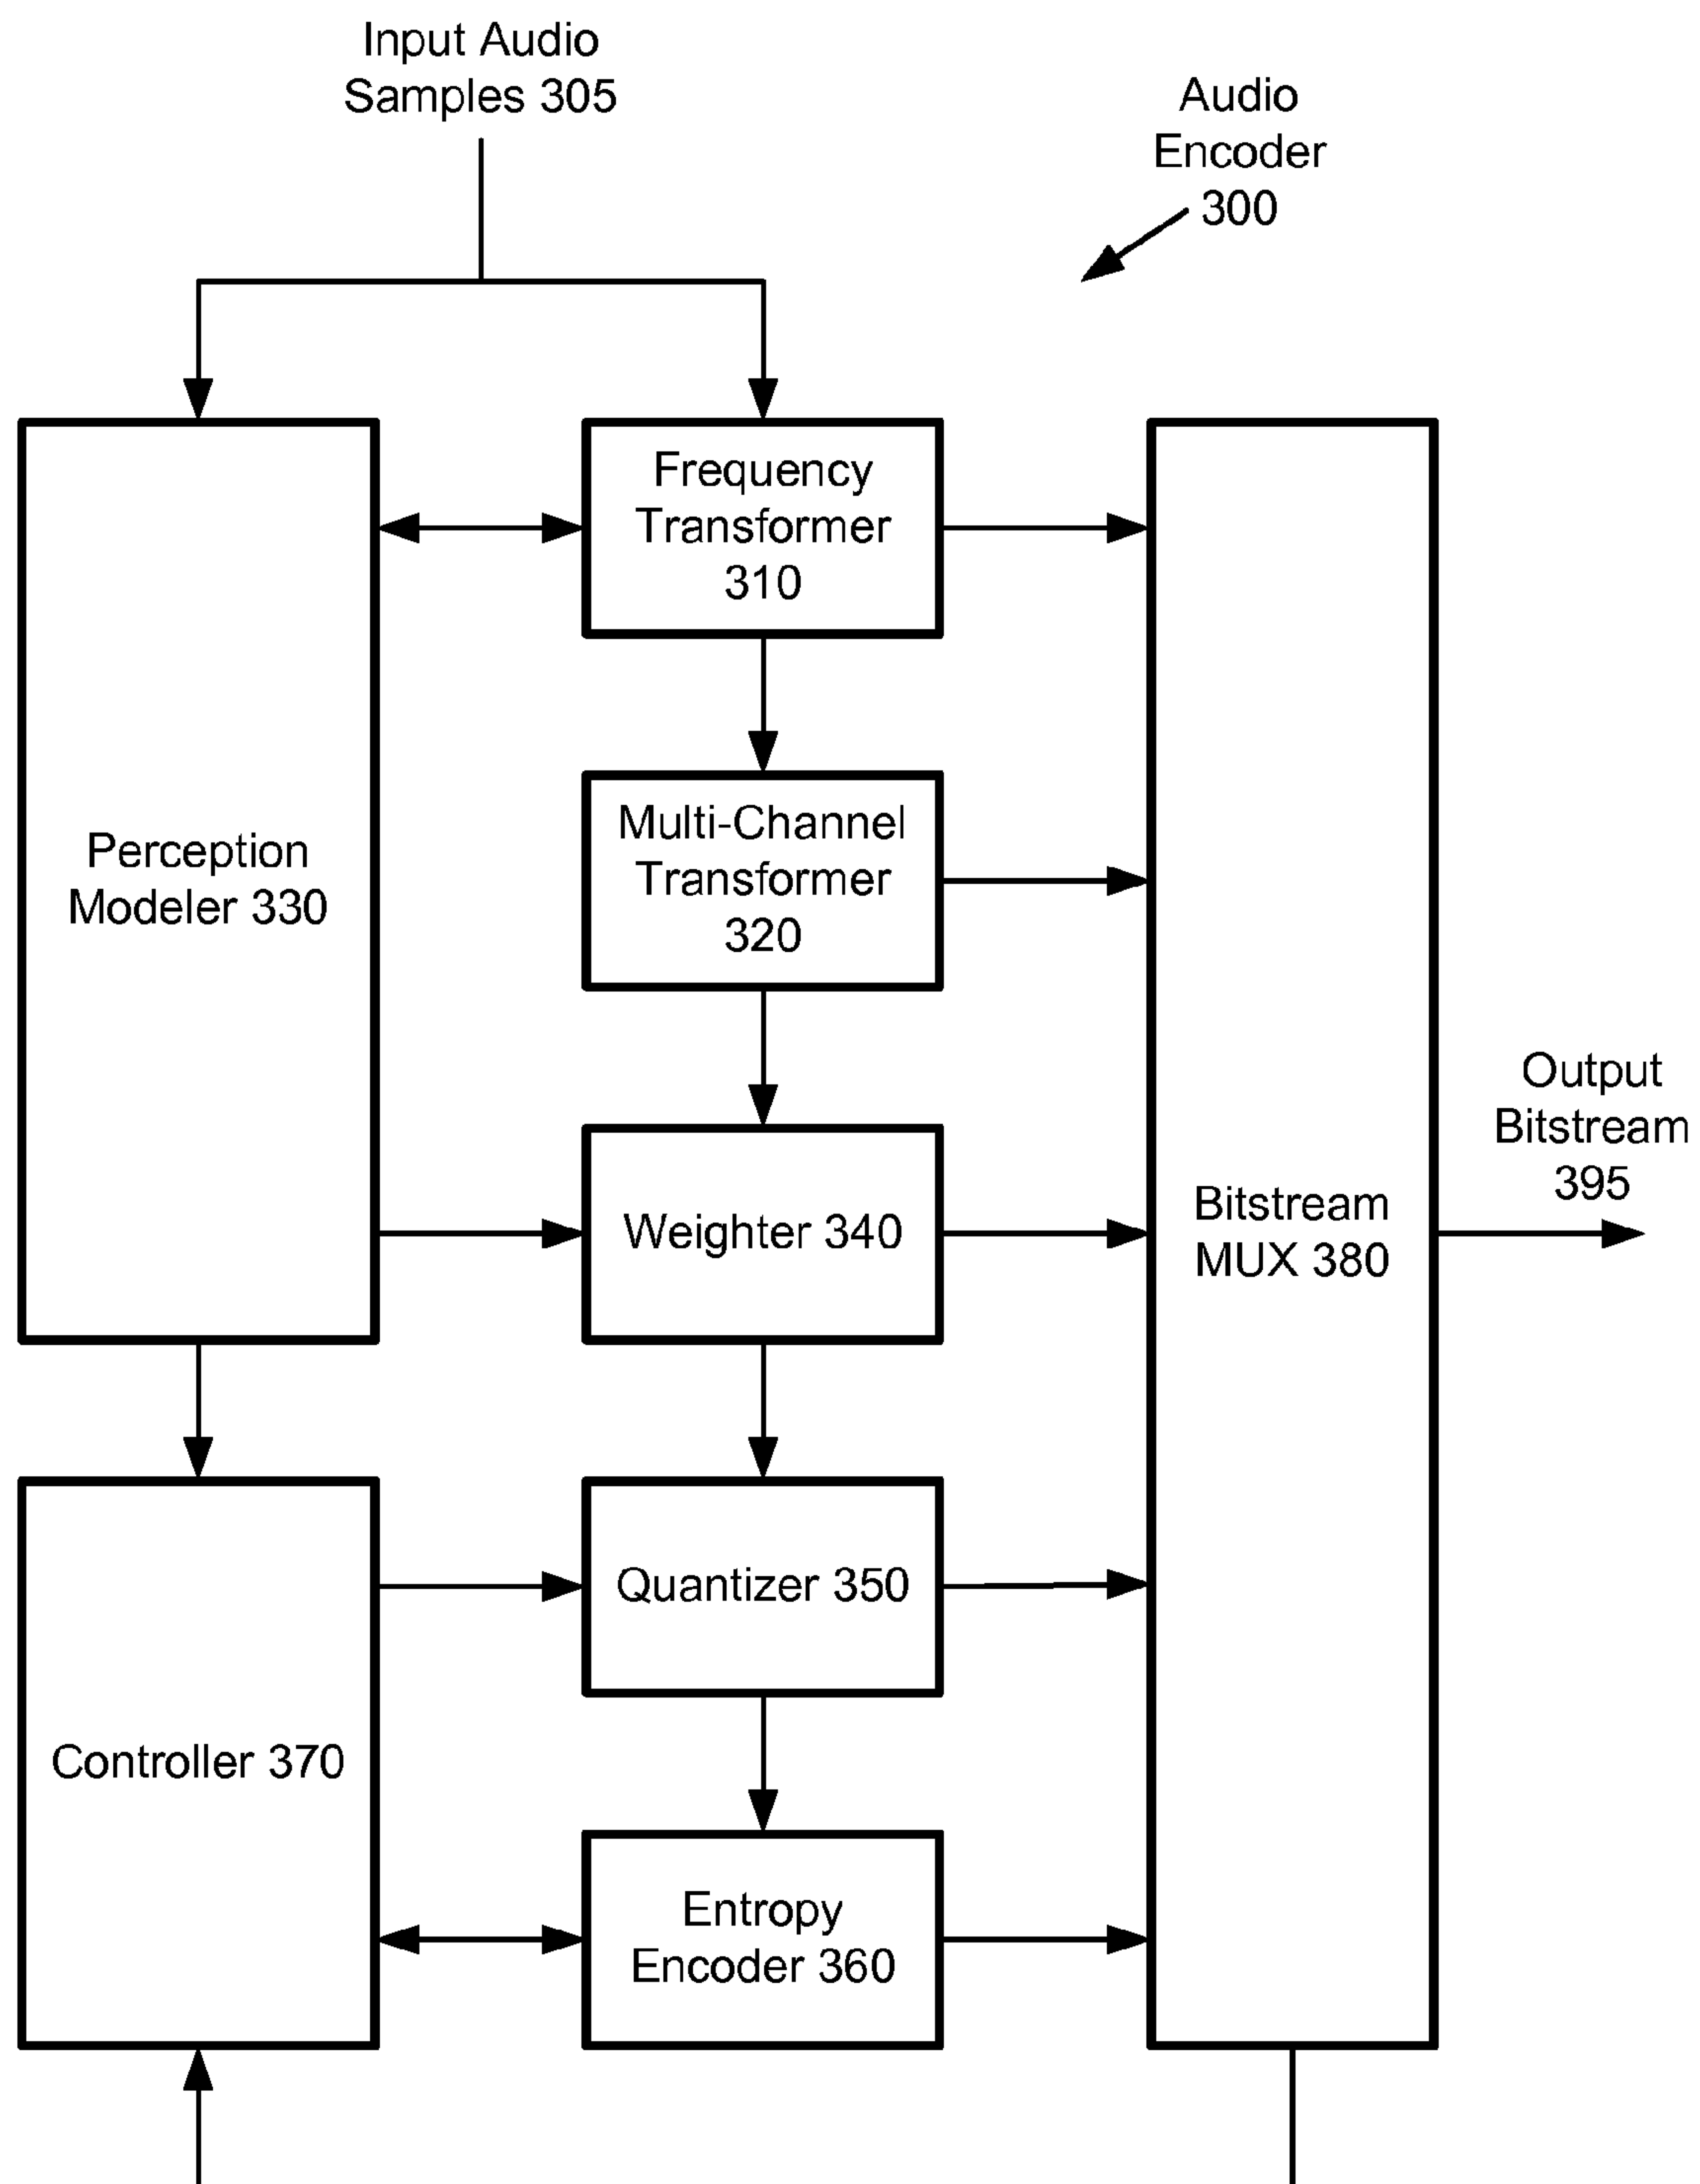 Input Audio
Samples 305
Audio
Encoder
300
Frequency
Transformer
310
Perception
Modeler 330
Multi-Channel
Transformer
320
Output
Bitstream
395
Weighter 340
Bitstream
MUX 380
Quantizer 350
Controller 370
Entropy
Encoder 360